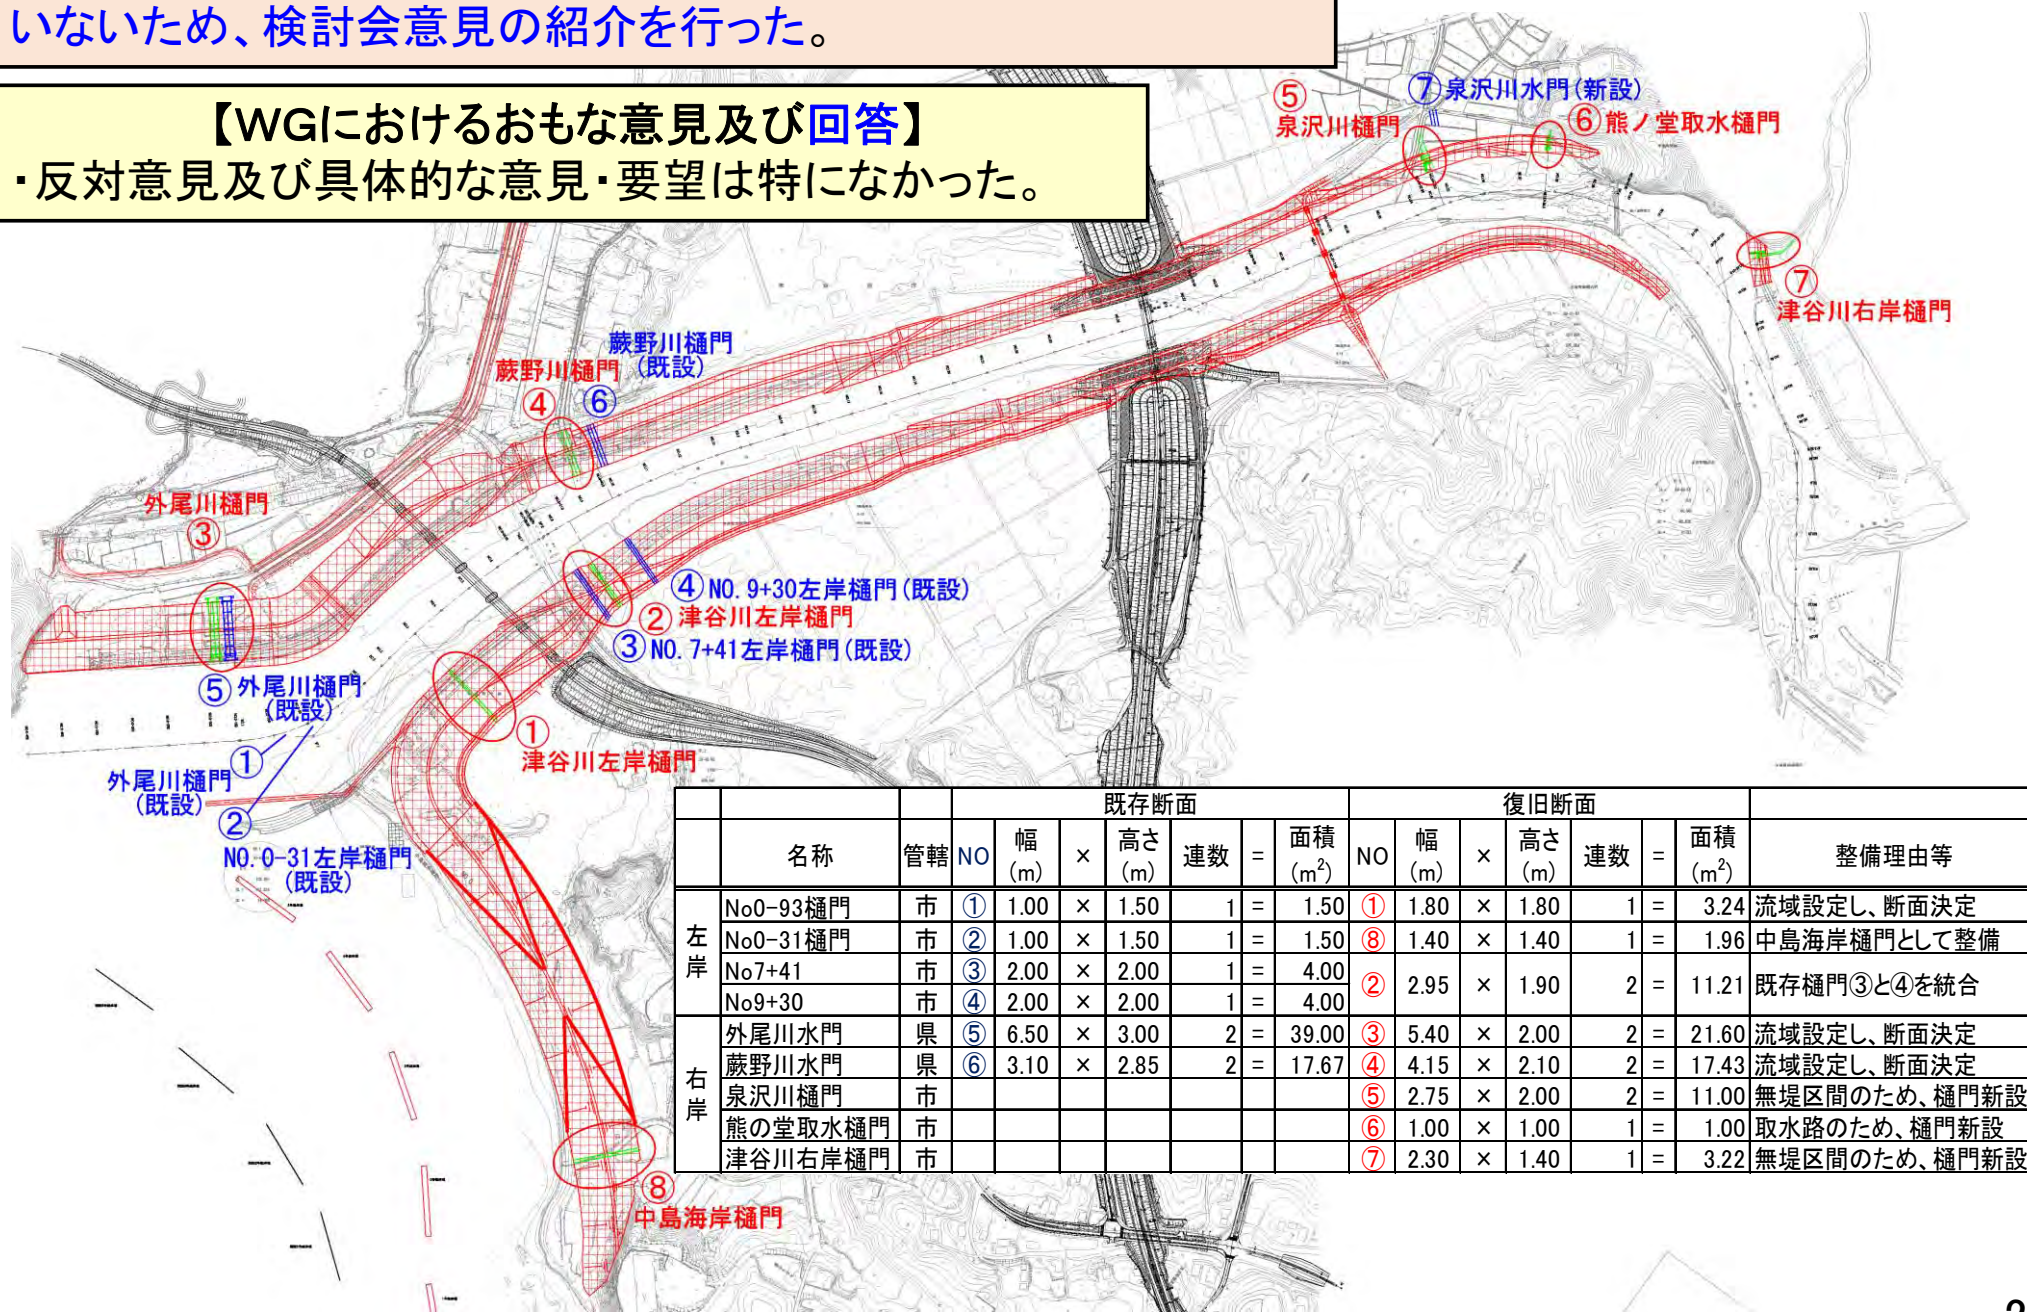 いないため、検討会意見の紹介を行った。
【WGにおけるおもな意見及び回答】
・反対意見及び具体的な意見・要望は特になかった。
⑤
泉沢川樋門
⑦泉沢川水門(新設)
⑥熊ノ堂取水樋門
⑦
津谷川右岸樋門
蕨野川樋門
(既設)
⑥
蕨野川樋門
④
外尾川樋門
③
④NO. 9+30左岸樋門(既設)
②津谷川左岸樋門
③NO. 7+41左岸樋門(既設)
⑤外尾川樋門
(既設)
①
津谷川左岸樋門
①
外尾川樋門
(既設)
②
NO. 0-31左岸樋門
(既設)
⑧
中島海岸樋門
既存断面 復旧断面
名称 管轄 NO 幅(m) × 高さ(m) 連数 = 面積(m²) NO 幅(m) × 高さ(m) 連数 = 面積(m²) 整備理由等
左岸
No0-93樋門 市 ① 1.00 × 1.50 1 = 1.50 ① 1.80 × 1.80 1 = 3.24 流域設定し、断面決定
No0-31樋門 市 ② 1.00 × 1.50 1 = 1.50 ⑧ 1.40 × 1.40 1 = 1.96 中島海岸樋門として整備
No7+41 市 ③ 2.00 × 2.00 1 = 4.00 ② 2.95 × 1.90 2 = 11.21 既存樋門③と④を統合
No9+30 市 ④ 2.00 × 2.00 1 = 4.00
右岸
外尾川水門 県 ⑤ 6.50 × 3.00 2 = 39.00 ③ 5.40 × 2.00 2 = 21.60 流域設定し、断面決定
蕨野川水門 県 ⑥ 3.10 × 2.85 2 = 17.67 ④ 4.15 × 2.10 2 = 17.43 流域設定し、断面決定
泉沢川樋門 市 ⑤ 2.75 × 2.00 2 = 11.00 無堤区間のため、樋門新設
熊の堂取水樋門 市 ⑥ 1.00 × 1.00 1 = 1.00 取水路のため、樋門新設
津谷川右岸樋門 市 ⑦ 2.30 × 1.40 1 = 3.22 無堤区間のため、樋門新設